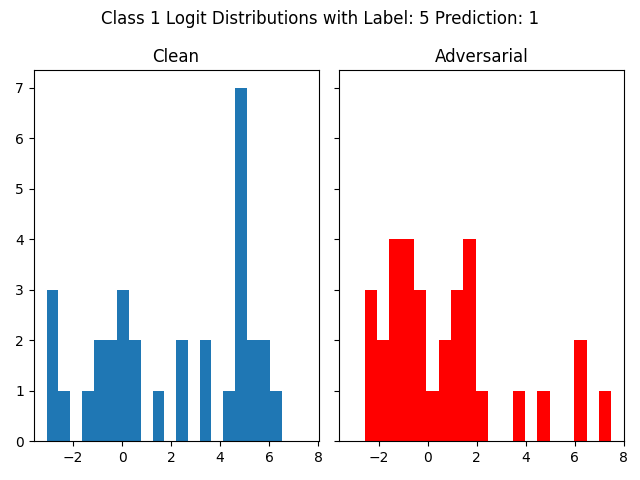 Class 1 Logit Distributions with Label: 5 Prediction: 1
Clean
Adversarial
7
6
5
4
3
2
1
0
−2 0 2 4 6 8
−2 0 2 4 6 8